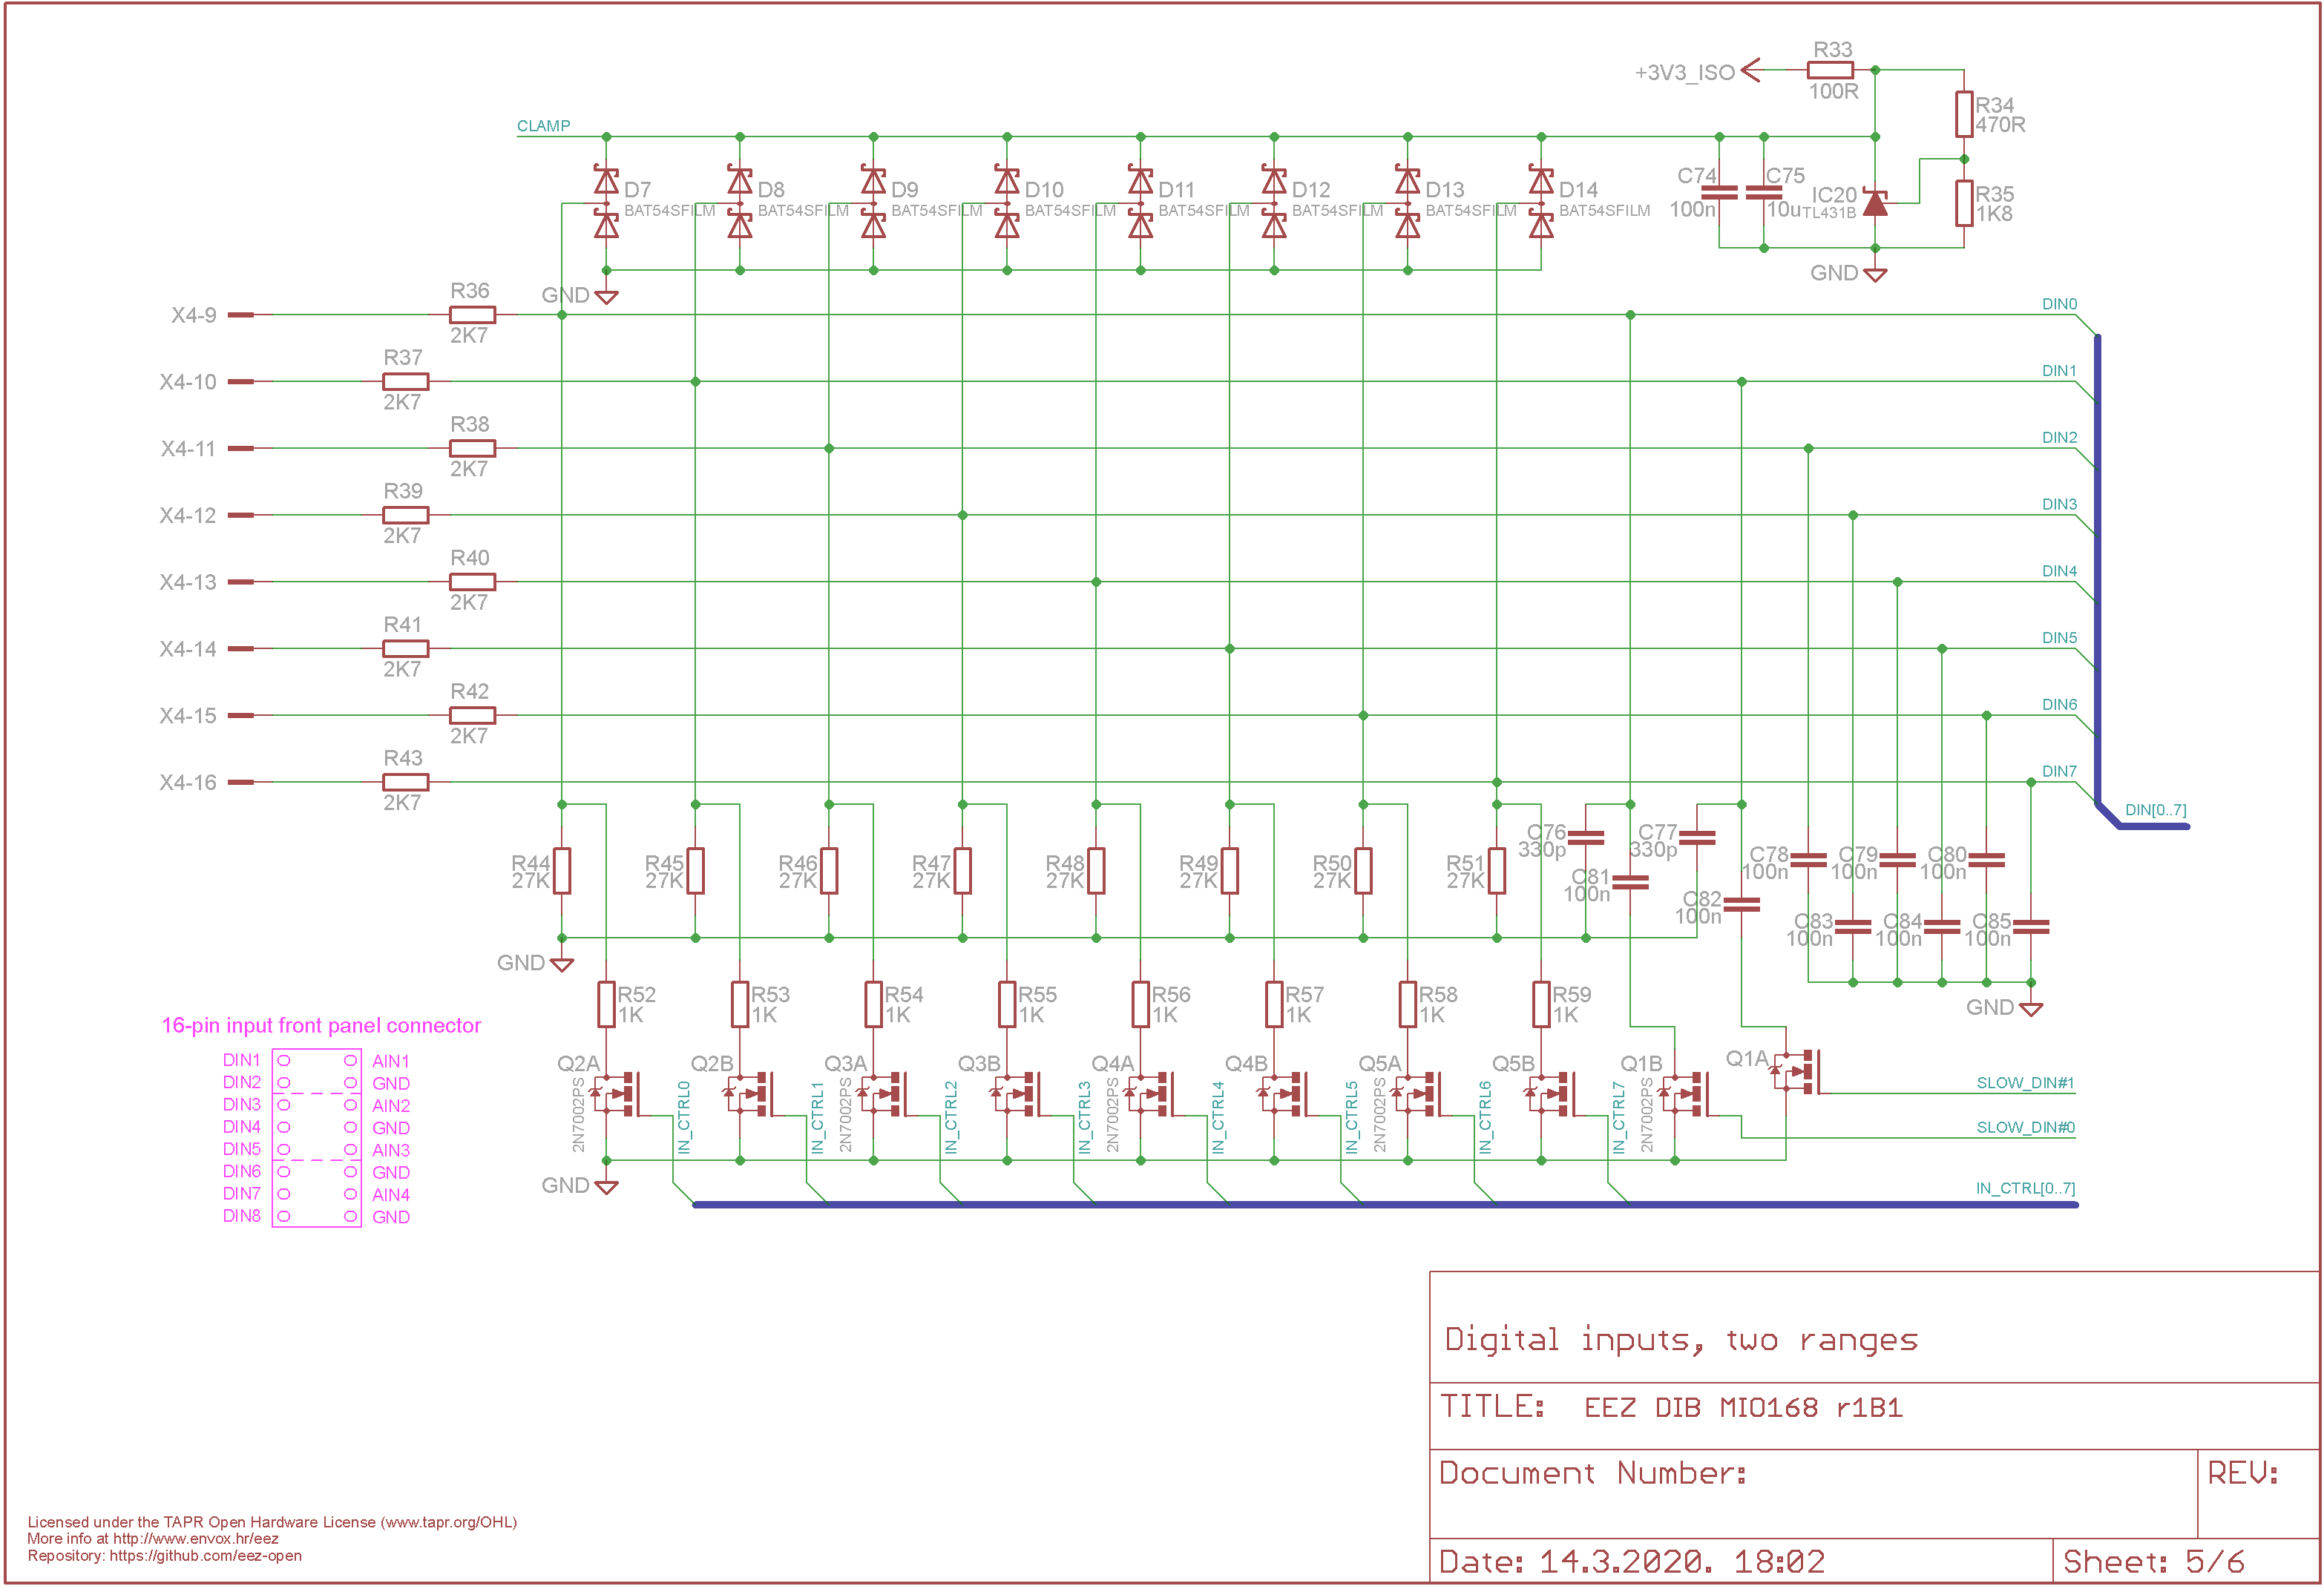 R33
+3V3_ISO
100R
R34
470R
CLAMP
D7
BAT54SFILM
D8
BAT54SFILM
D9
BAT54SFILM
D10
BAT54SFILM
D11
BAT54SFILM
D12
BAT54SFILM
D13
BAT54SFILM
D14
BAT54SFILM
C74
100n
C75
10u
IC20
TL431B
R35
1K8
GND
GND
X4-9
R36
2K7
DIN0
X4-10
R37
2K7
DIN1
X4-11
R38
2K7
DIN2
X4-12
R39
2K7
DIN3
X4-13
R40
2K7
DIN4
X4-14
R41
2K7
DIN5
X4-15
R42
2K7
DIN6
X4-16
R43
2K7
DIN7
DIN[0..7]
R44
27K
R45
27K
R46
27K
R47
27K
R48
27K
R49
27K
R50
27K
R51
27K
C76
330p
C77
330p
C81
100n
C82
100n
C78
100n
C79
100n
C80
100n
C83
100n
C84
100n
C85
100n
GND
GND
R52
1K
R53
1K
R54
1K
R55
1K
R56
1K
R57
1K
R58
1K
R59
1K
Q2A
2N7002PS
IN_CTRL0
Q2B
IN_CTRL1
Q3A
2N7002PS
IN_CTRL2
Q3B
IN_CTRL3
Q4A
2N7002PS
IN_CTRL4
Q4B
IN_CTRL5
Q5A
2N7002PS
IN_CTRL6
Q5B
IN_CTRL7
Q1B
2N7002PS
Q1A
SLOW_DIN#1
SLOW_DIN#0
GND
IN_CTRL[0..7]
16-pin input front panel connector
DIN1 AIN1
DIN2 GND
DIN3 AIN2
DIN4 GND
DIN5 AIN3
DIN6 GND
DIN7 AIN4
DIN8 GND
Digital inputs, two ranges
TITLE: EEZ DIB MIO168 r1B1
Document Number:
REV:
Date: 14.3.2020. 18:02
Sheet: 5/6
Licensed under the TAPR Open Hardware License (www.tapr.org/OHL)
More info at http://www.envox.hr/eez
Repository: https://github.com/eez-open